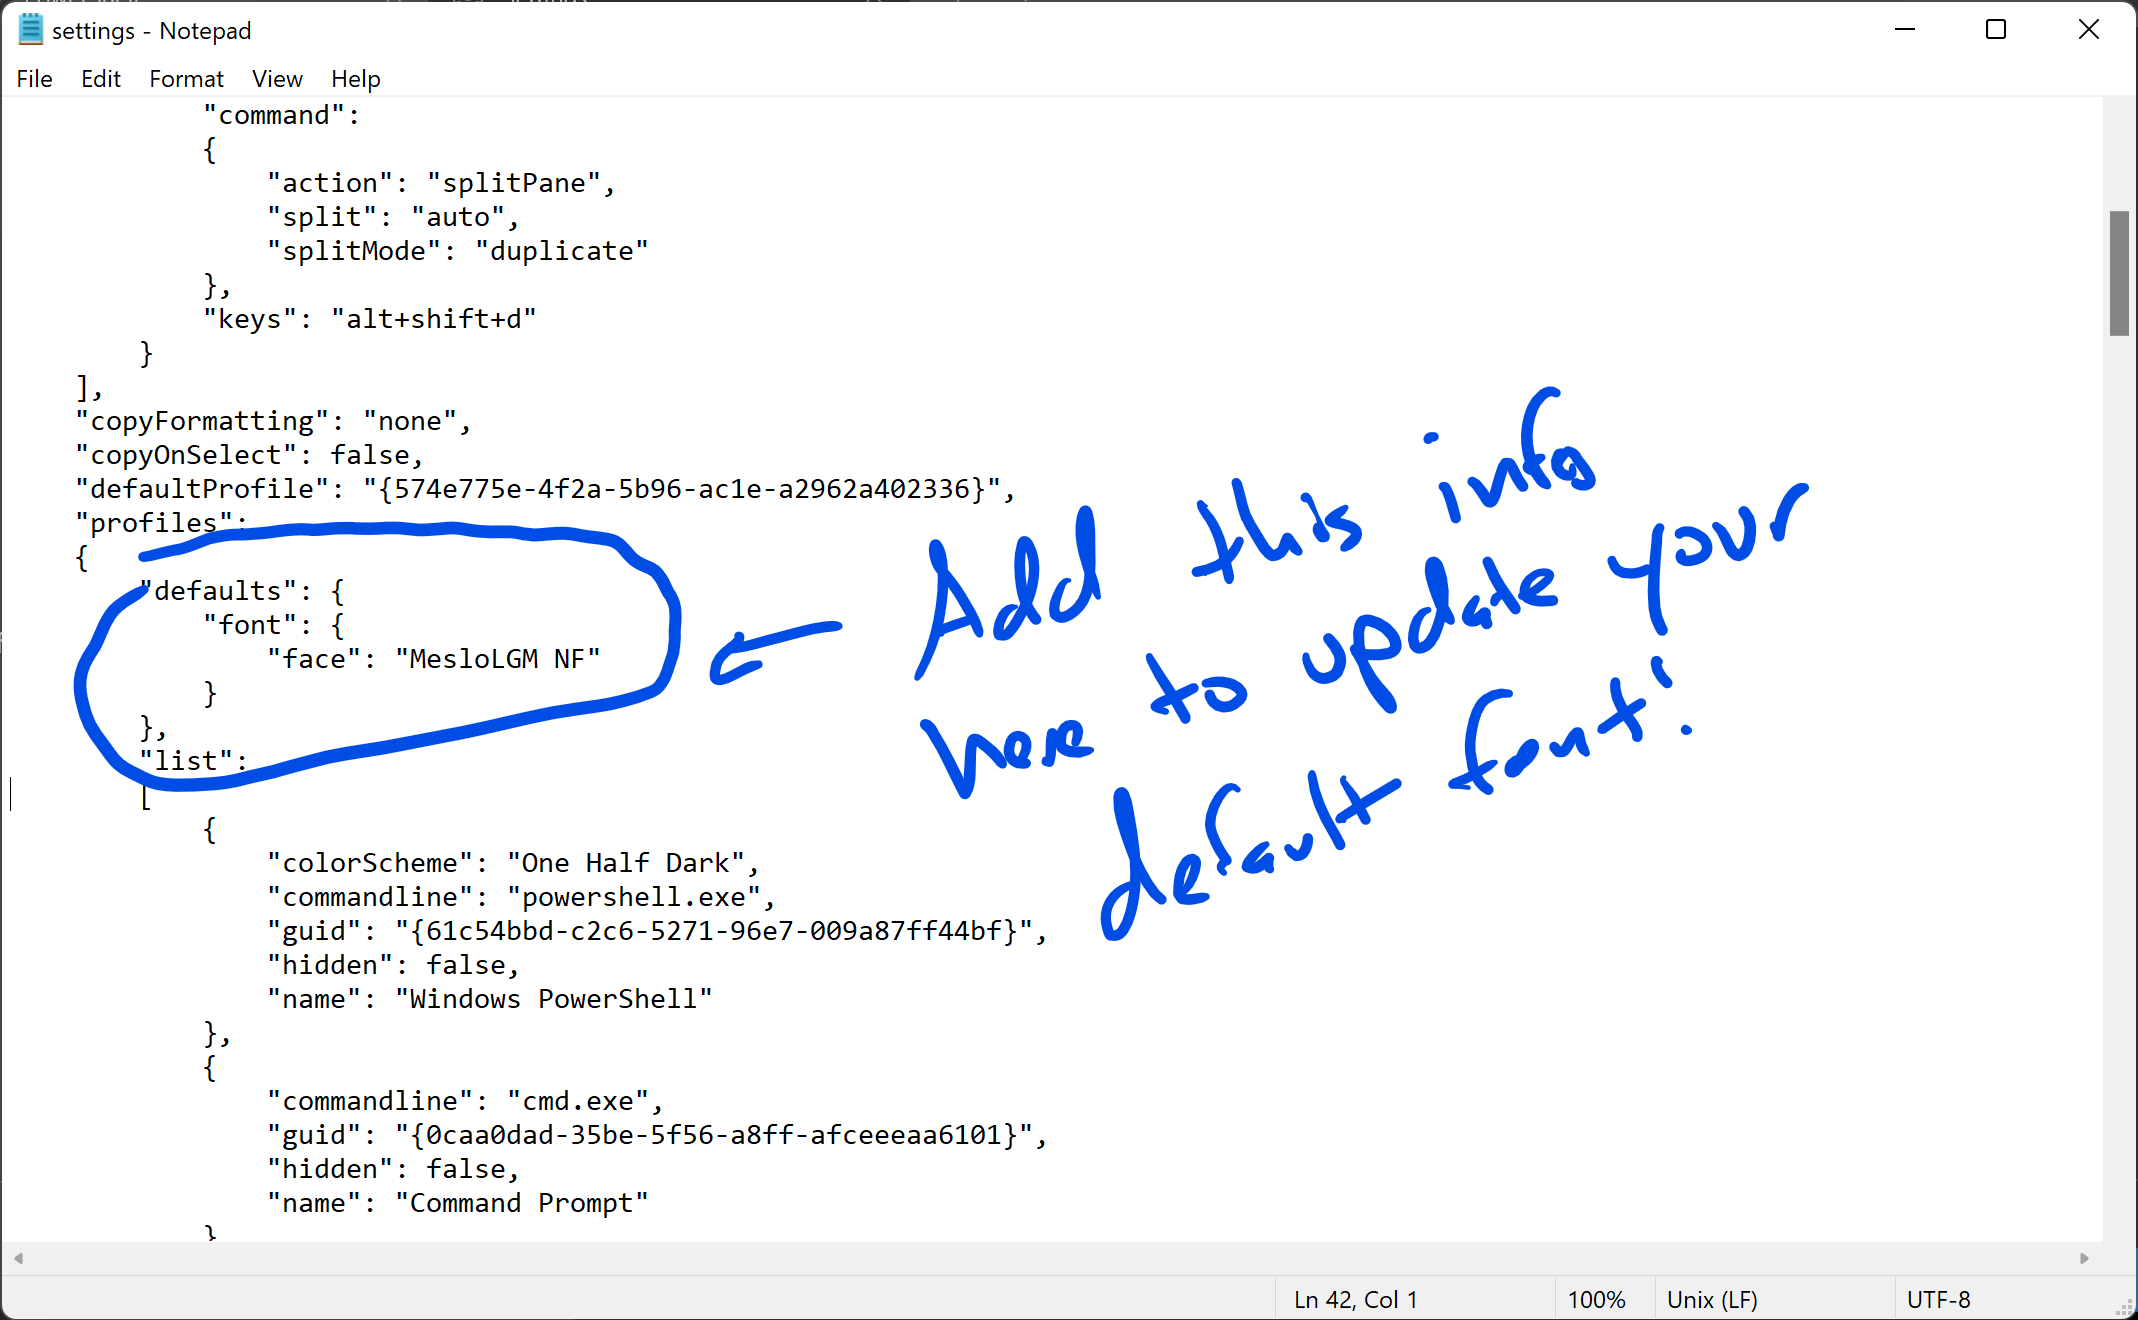 settings - Notepad
File Edit Format View Help
"command":
{
"action": "splitPane",
"split": "auto",
"splitMode": "duplicate"
},
"keys": "alt+shift+d"
}
],
"copyFormatting": "none",
"copyOnSelect": false,
"defaultProfile": "{574e775e-4f2a-5b96-ac1e-a2962a402336}",
"profiles":
{
"defaults": {
"font": {
"face": "MesloLGM NF"
}
},
"list":
[
{
"colorScheme": "One Half Dark",
"commandline": "powershell.exe",
"guid": "{61c54bbd-c2c6-5271-96e7-009a87ff44bf}",
"hidden": false,
"name": "Windows PowerShell"
},
{
"commandline": "cmd.exe",
"guid": "{0caa0dad-35be-5f56-a8ff-afceeeaa6101}",
"hidden": false,
"name": "Command Prompt"
}
Add this info
here to update your
default font!
Ln 42, Col 1 100% Unix (LF) UTF-8